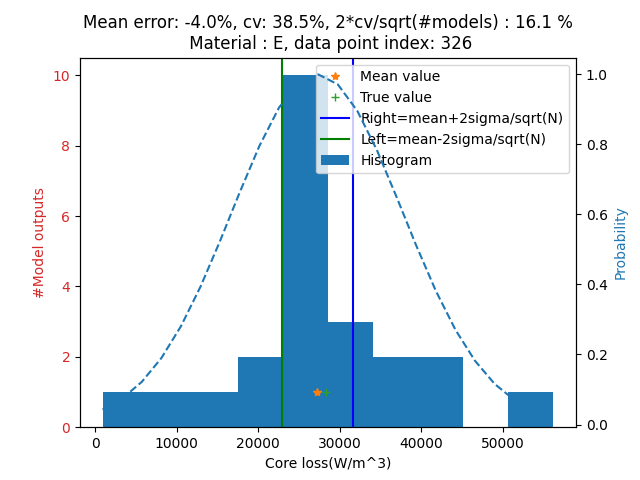 Mean error: -4.0%, cv: 38.5%, 2*cv/sqrt(#models) : 16.1 %
Material : E, data point index: 326
Mean value
True value
Right=mean+2sigma/sqrt(N)
Left=mean-2sigma/sqrt(N)
Histogram
#Model outputs
10
8
6
4
2
0
1.0
0.8
0.6
0.4
0.2
0.0
Probability
0 10000 20000 30000 40000 50000
Core loss(W/m^3)